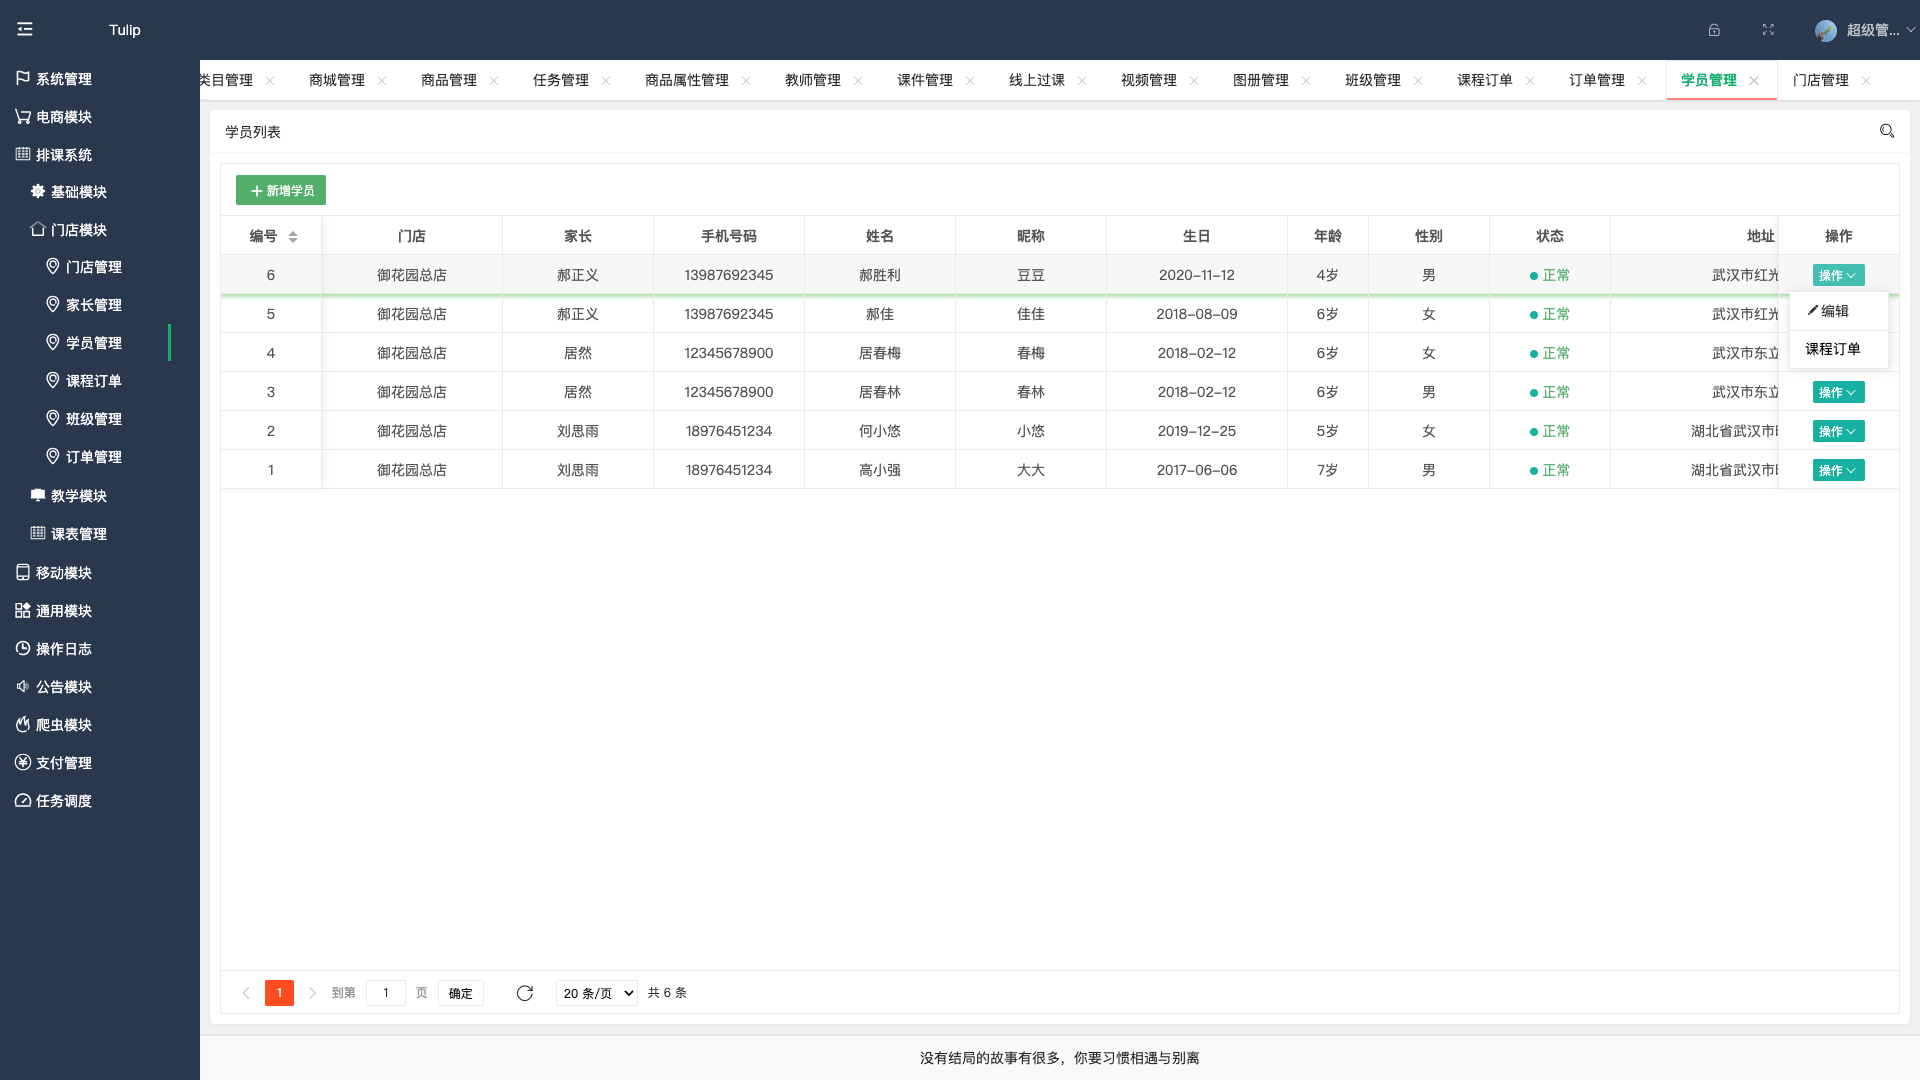 Tulip
超级管...
系统管理
电商模块
排课系统
基础模块
门店模块
门店管理
家长管理
学员管理
课程订单
班级管理
订单管理
教学模块
课表管理
移动模块
通用模块
操作日志
公告模块
爬虫模块
支付管理
任务调度
类目管理 商城管理 商品管理 任务管理 商品属性管理 教师管理 课件管理 线上过课 视频管理 图册管理 班级管理 课程订单 订单管理 学员管理 门店管理
学员列表
新增学员
编号 门店 家长 手机号码 姓名 昵称 生日 年龄 性别 状态 地址 操作
6 御花园总店 郝正义 13987692345 郝胜利 豆豆 2020-11-12 4岁 男 正常 武汉市红光 操作
5 御花园总店 郝正义 13987692345 郝佳 佳佳 2018-08-09 6岁 女 正常 武汉市红光
编辑
4 御花园总店 居然 12345678900 居春梅 春梅 2018-02-12 6岁 女 正常 武汉市东立
课程订单
3 御花园总店 居然 12345678900 居春林 春林 2018-02-12 6岁 男 正常 武汉市东立 操作
2 御花园总店 刘思雨 18976451234 何小悠 小悠 2019-12-25 5岁 女 正常 湖北省武汉市 操作
1 御花园总店 刘思雨 18976451234 高小强 大大 2017-06-06 7岁 男 正常 湖北省武汉市 操作
1 到第 1 页 确定 20 条/页 共 6 条
没有结局的故事有很多，你要习惯相遇与别离